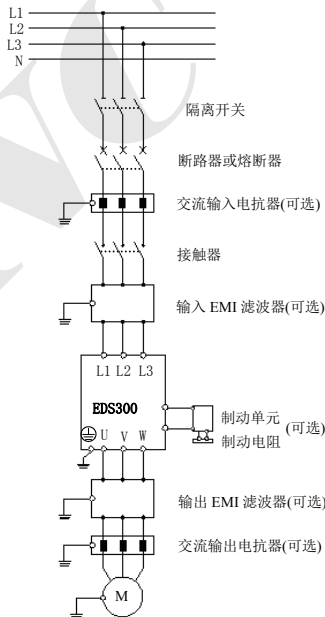 L1
L2
L3
N
隔离开关
断路器或熔断器
交流输入电抗器(可选)
接触器
输入 EMI 滤波器(可选)
L1 L2 L3
EDS300
制动单元
(可选)
制动电阻
U V W
输出 EMI 滤波器(可选)
交流输出电抗器(可选)
M